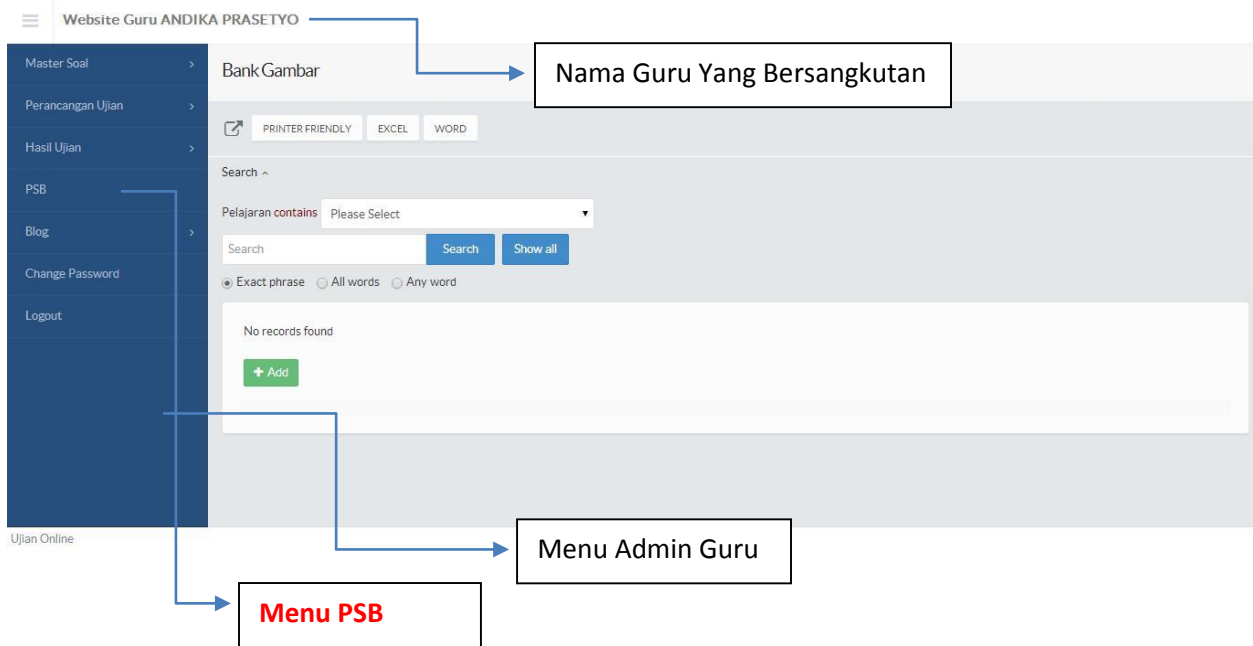 Website Guru ANDIKA PRASETYO
Nama Guru Yang Bersangkutan
Master Soal
Perancangan Ujian
Hasil Ujian
PSB
Blog
Change Password
Logout
Bank Gambar
PRINTER FRIENDLY EXCEL WORD
Search
Pelajaran contains Please Select
Search Search Show all
Exact phrase All words Any word
No records found
+ Add
Ujian Online
Menu Admin Guru
Menu PSB